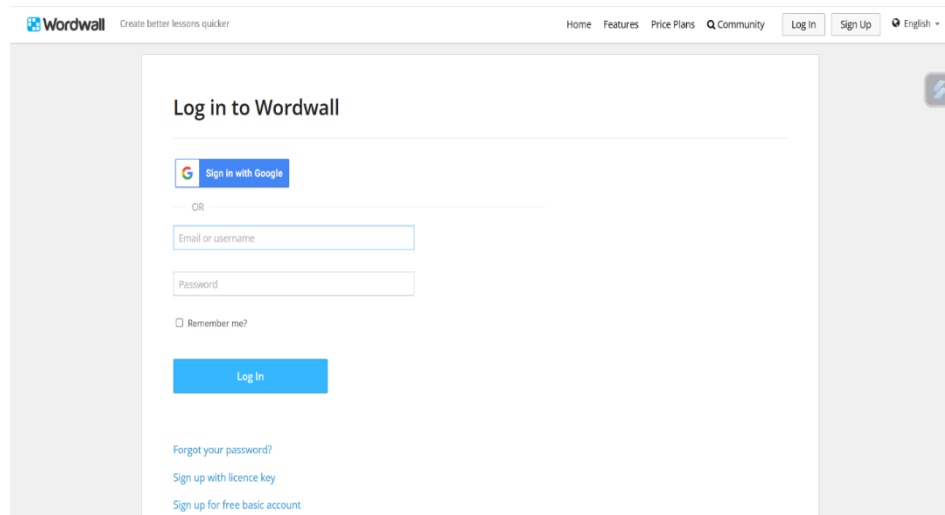 Wordwall Create better lessons quicker Home Features Price Plans Community Log In Sign Up English
Log in to Wordwall
Sign in with Google
OR
Email or username
Password
Remember me?
Log In
Forgot your password?
Sign up with licence key
Sign up for free basic account